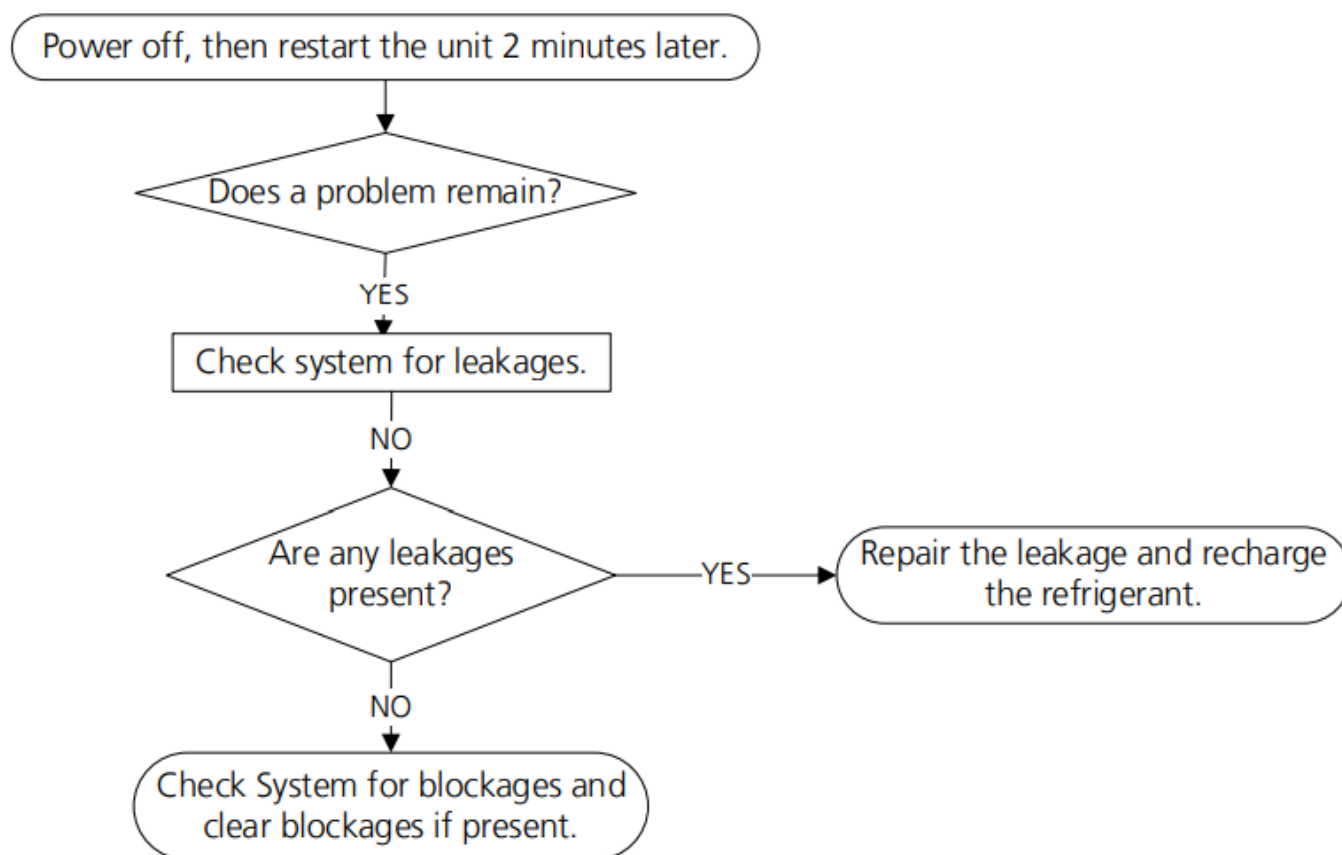 Power off, then restart the unit 2 minutes later.
Does a problem remain?
YES
Check system for leakages.
NO
Are any leakages
present?
YES
Repair the leakage and recharge
the refrigerant.
NO
Check System for blockages and
clear blockages if present.